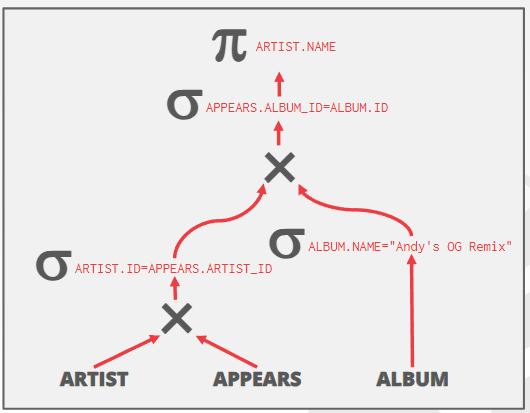 π ARTIST.NAME
σ APPEARS.ALBUM_ID=ALBUM.ID
×
σ ALBUM.NAME="Andy's OG Remix"
σ ARTIST.ID=APPEARS.ARTIST_ID
×
ARTIST APPEARS ALBUM